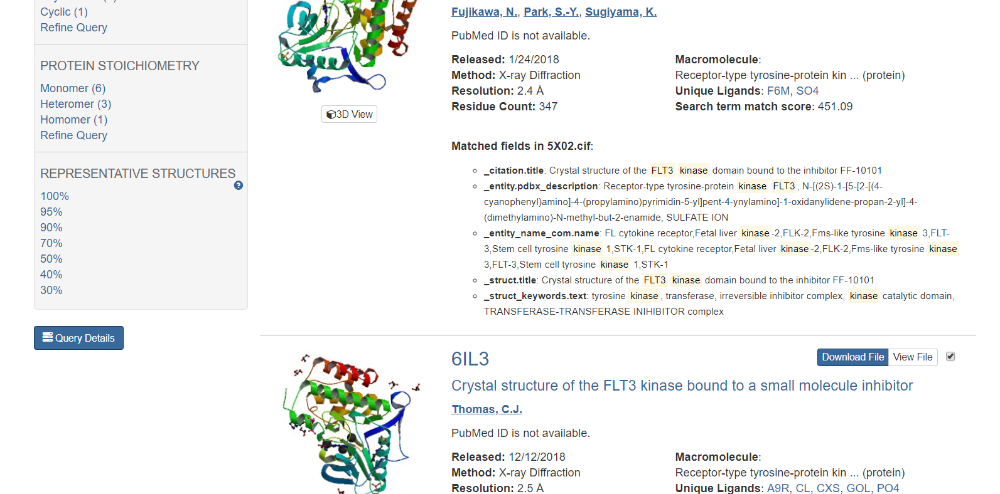 Cyclic (1)
Refine Query
PROTEIN STOICHIOMETRY
Monomer (6)
Heteromer (3)
Homomer (1)
Refine Query
REPRESENTATIVE STRUCTURES
100%
95%
90%
70%
50%
40%
30%
Query Details
3D View
Fujikawa, N., Park, S.-Y., Sugiyama, K.
PubMed ID is not available.
Released: 1/24/2018
Method: X-ray Diffraction
Resolution: 2.4 Å
Residue Count: 347
Macromolecule:
Receptor-type tyrosine-protein kin ... (protein)
Unique Ligands: F6M, SO4
Search term match score: 451.09
Matched fields in 5X02.cif:
_citation.title: Crystal structure of the FLT3 kinase domain bound to the inhibitor FF-10101
_entity.pdbx_description: Receptor-type tyrosine-protein kinase FLT3, N-[(2S)-1-[5-[2-[(4-
cyanophenyl)amino]-4-(propylamino)pyrimidin-5-yl]pent-4-ynylamino]-1-oxidanylidene-propan-2-yl]-4-
(dimethylamino)-N-methyl-but-2-enamide, SULFATE ION
_entity_name_com.name: FL cytokine receptor,Fetal liver kinase-2,FLK-2,Fms-like tyrosine kinase 3,FLT-
3,Stem cell tyrosine kinase 1,STK-1,FL cytokine receptor,Fetal liver kinase-2,FLK-2,Fms-like tyrosine kinase
3,FLT-3,Stem cell tyrosine kinase 1,STK-1
_struct.title: Crystal structure of the FLT3 kinase domain bound to the inhibitor FF-10101
_struct_keywords.text: tyrosine kinase, transferase, irreversible inhibitor complex, kinase catalytic domain,
TRANSFERASE-TRANSFERASE INIHIBITOR complex
6IL3
Download File View File
Crystal structure of the FLT3 kinase bound to a small molecule inhibitor
Thomas, C.J.
PubMed ID is not available.
Released: 12/12/2018
Method: X-ray Diffraction
Resolution: 2.5 Å
Macromolecule:
Receptor-type tyrosine-protein kin ... (protein)
Unique Ligands: A9R, CL, CXS, GOL, PO4